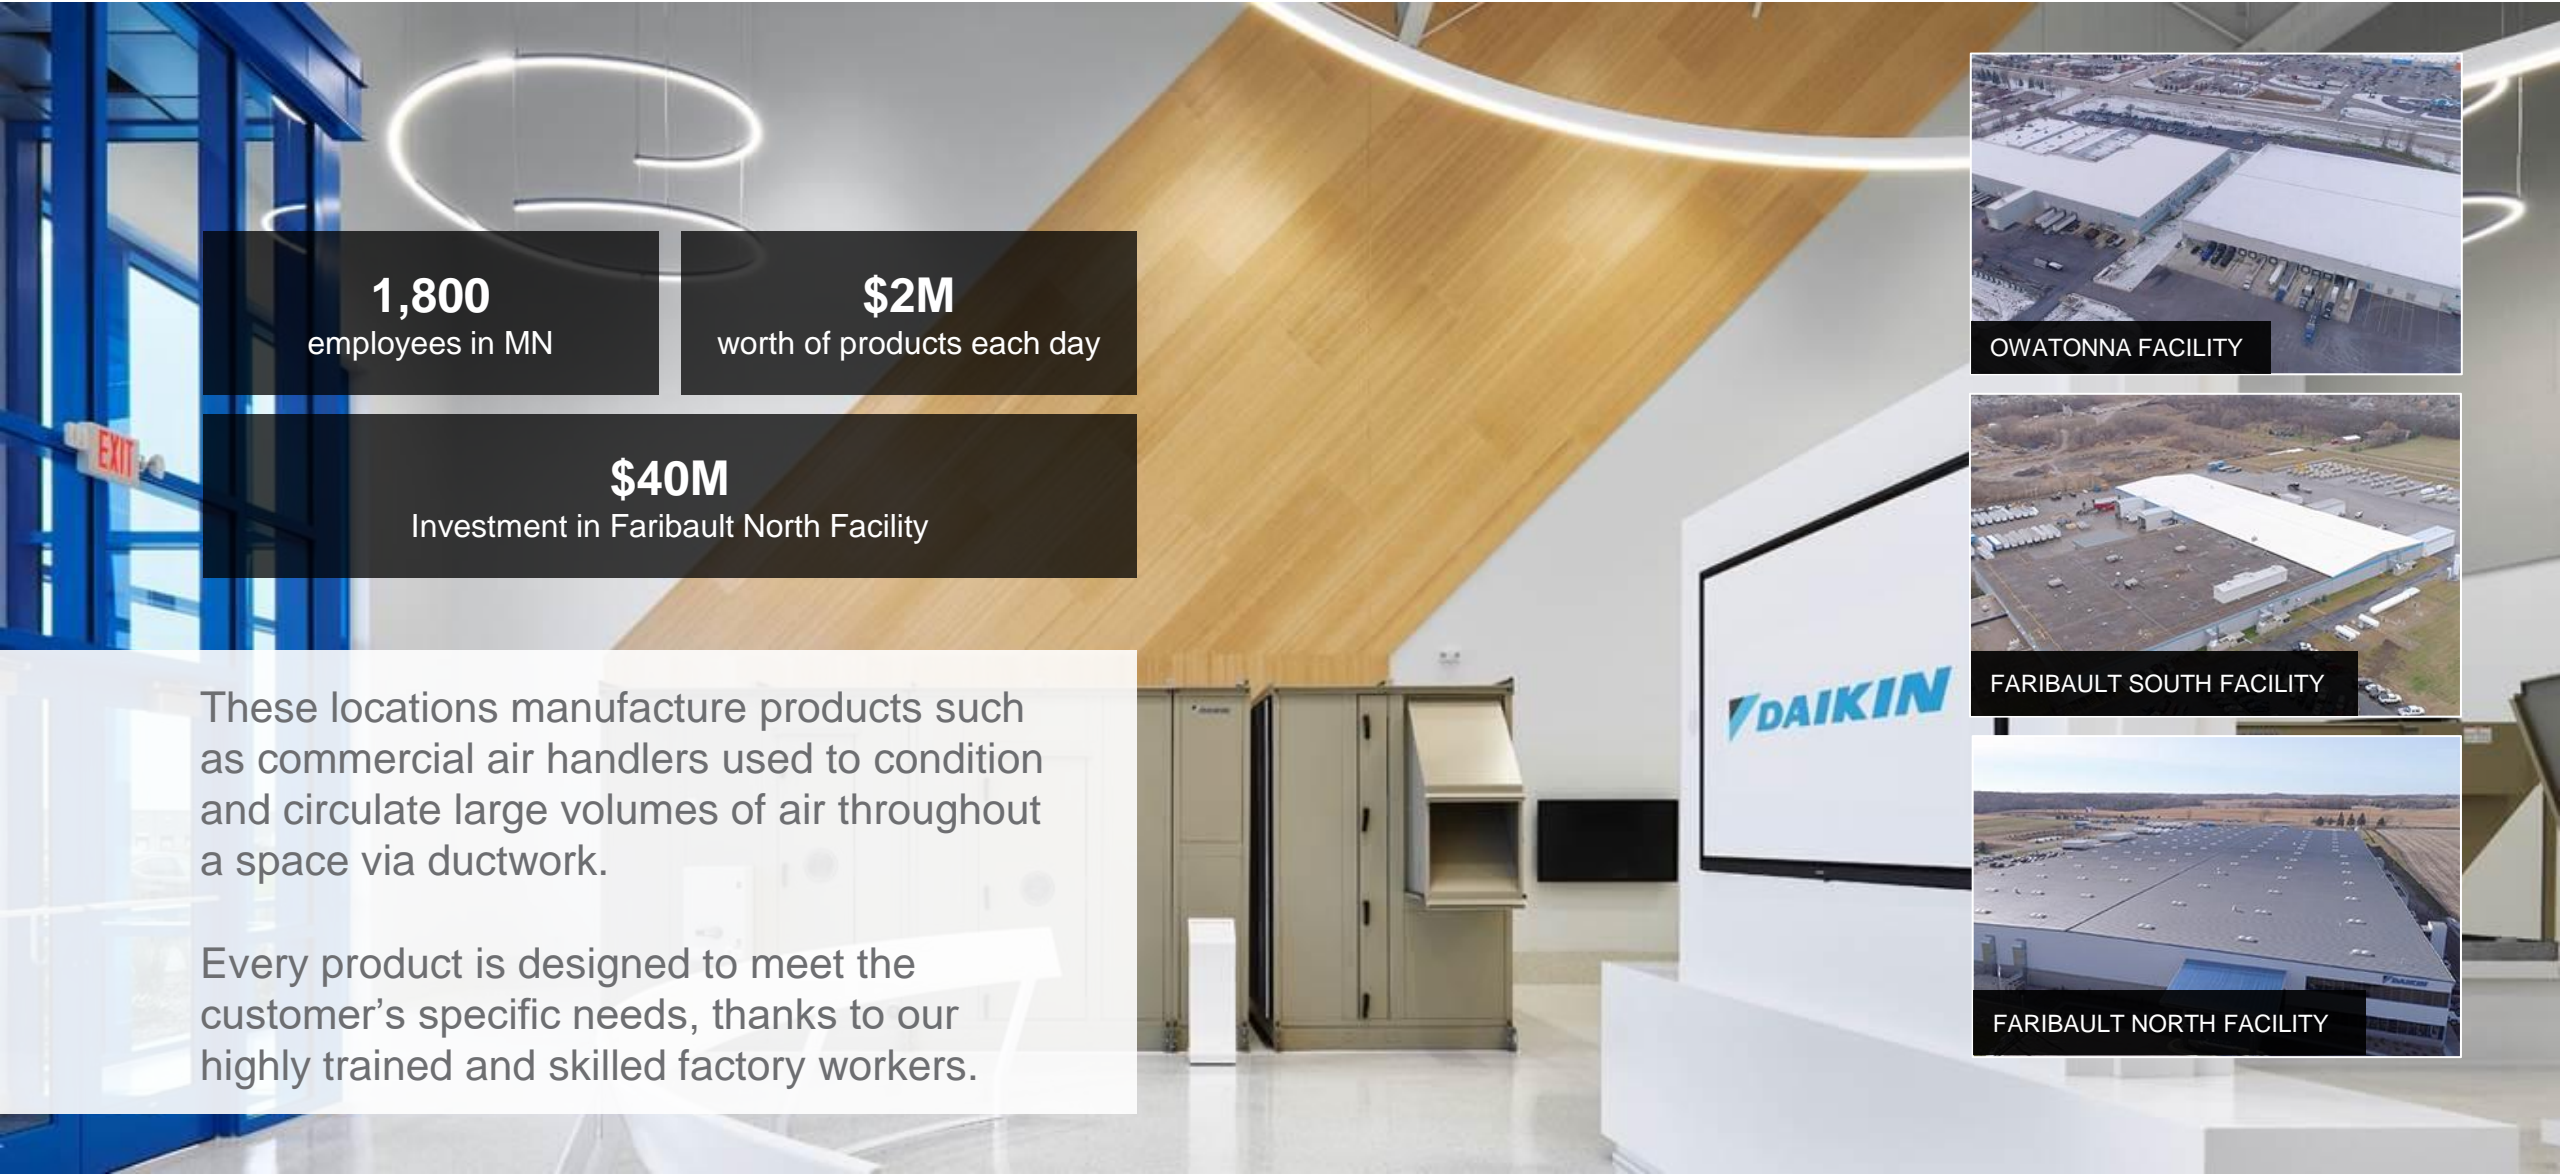 1,800
employees in MN
$2M
worth of products each day
$40M
Investment in Faribault North Facility
EXIT
These locations manufacture products such
as commercial air handlers used to condition
and circulate large volumes of air throughout
a space via ductwork.
Every product is designed to meet the
customer’s specific needs, thanks to our
highly trained and skilled factory workers.
DAIKIN
OWATONNA FACILITY
FARIBAULT SOUTH FACILITY
DAIKIN
FARIBAULT NORTH FACILITY